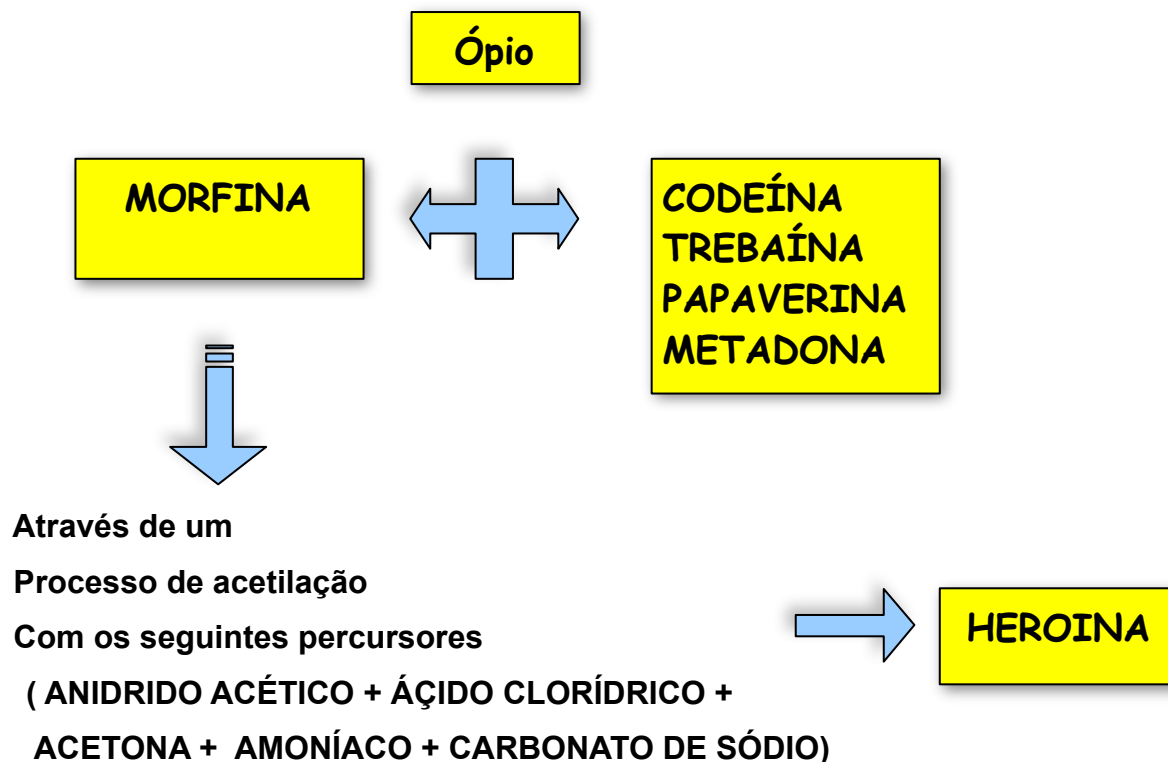 Ópio
MORFINA
CODEÍNA
TREBAÍNA
PAPAVERINA
METADONA
Através de um
Processo de acetilação
Com os seguintes percursores
( ANIDRIDO ACÉTICO + ÁÇIDO CLORÍDRICO +
ACETONA + AMONÍACO + CARBONATO DE SÓDIO)
HEROINA